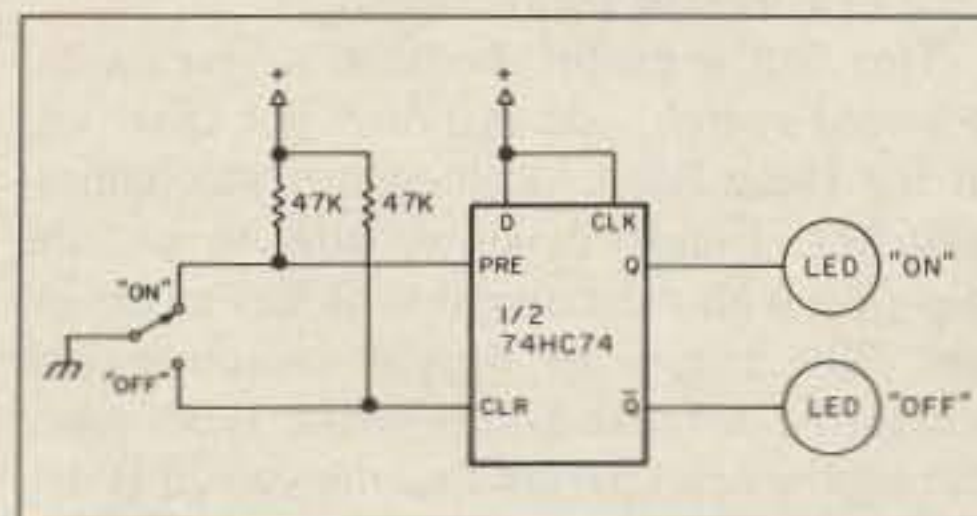 + +
47K 47K
D CLK
PRE Q LED "ON"
"ON"
1/2
74HC74
"OFF"
CLR Q̅ LED "OFF"